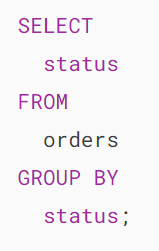 SELECT
  status
FROM
  orders
GROUP BY
  status;